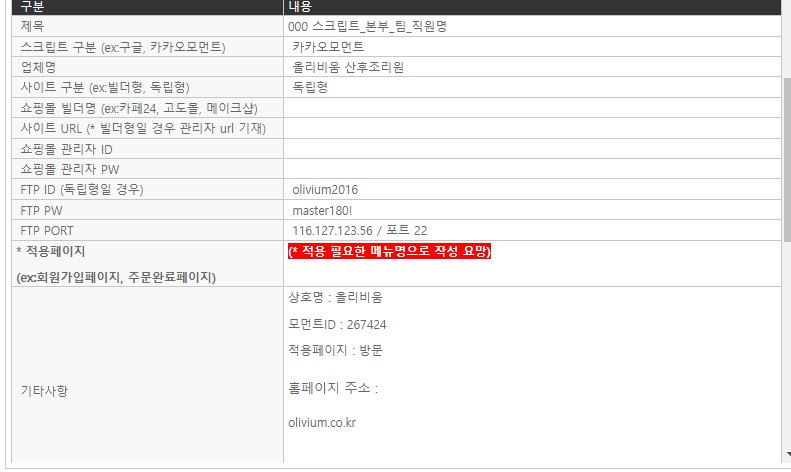 구분 내용
제목 000 스크립트_본부_팀_직원명
스크립트 구분 (ex:구글, 카카오모먼트) 카카오모먼트
업체명 올리비움 산후조리원
사이트 구분 (ex:빌더형, 독립형) 독립형
쇼핑몰 빌더명 (ex:카페24, 고도몰, 메이크샵)
사이트 URL (* 빌더형일 경우 관리자 url 기재)
쇼핑몰 관리자 ID
쇼핑몰 관리자 PW
FTP ID (독립형일 경우) olivium2016
FTP PW master180!
FTP PORT 116.127.123.56 / 포트 22
* 적용페이지 (* 적용 필요한 메뉴명으로 작성 요망)
(ex:회원가입페이지, 주문완료페이지)
기타사항
상호명 : 올리비움
모먼트ID : 267424
적용페이지 : 방문
홈페이지 주소 :
olivium.co.kr